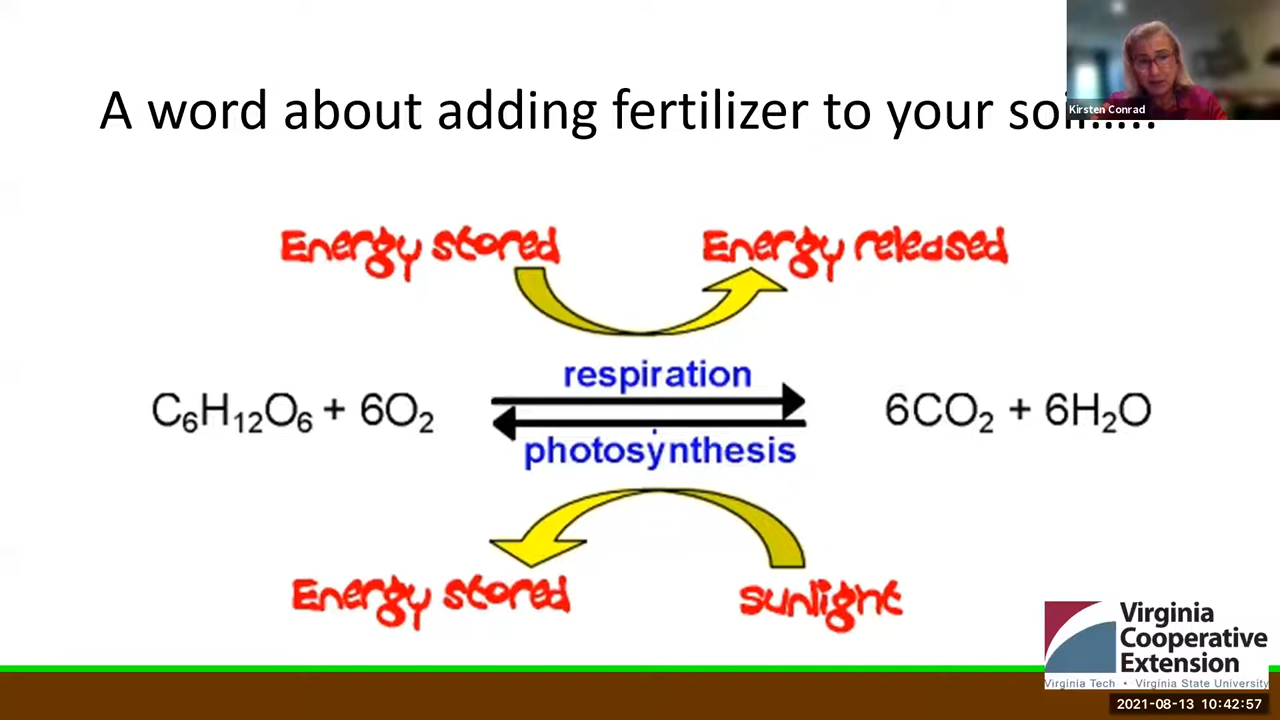 A word about adding fertilizer to your soil.....
Kirsten Conrad
Energy stored
Energy released
respiration
C₆H₁₂O₆ + 6O₂
6CO₂ + 6H₂O
photosynthesis
Energy stored
sunlight
Virginia
Cooperative
Extension
Virginia Tech • Virginia State University
2021-08-13 10:42:57